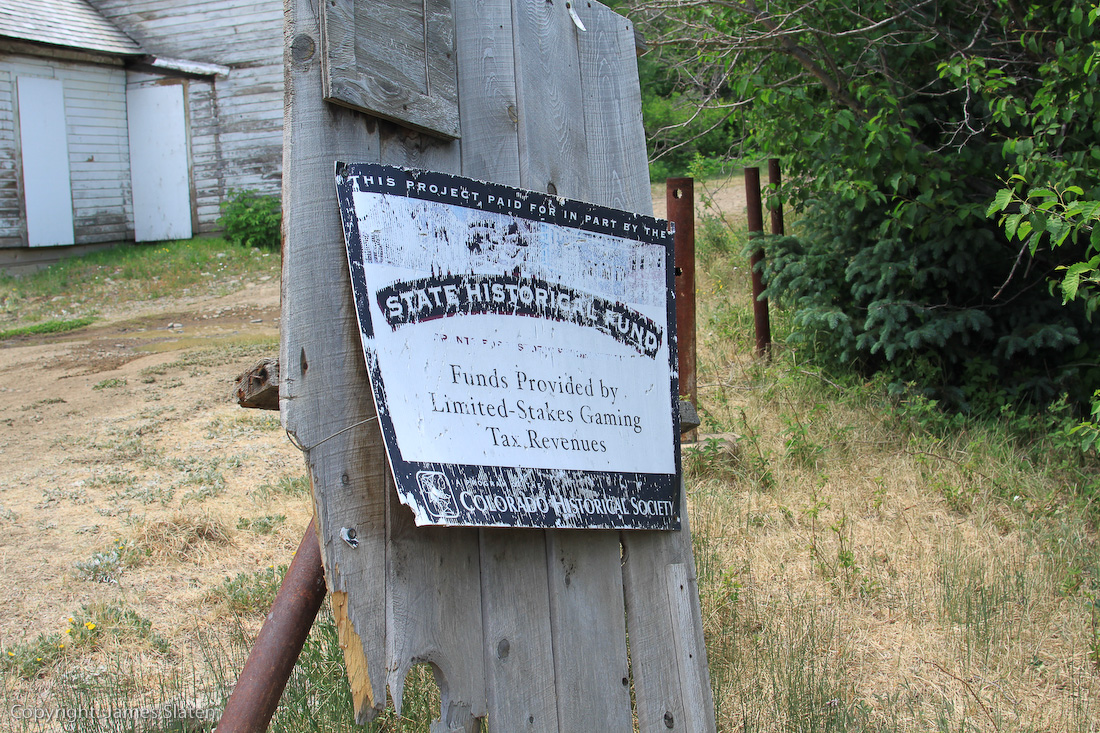 THIS PROJECT PAID FOR IN PART BY THE
STATE HISTORICAL FUND
Funds Provided by
Limited-Stakes Gaming
Tax Revenues
COLORADO HISTORICAL SOCIETY
Copyright: James Slater